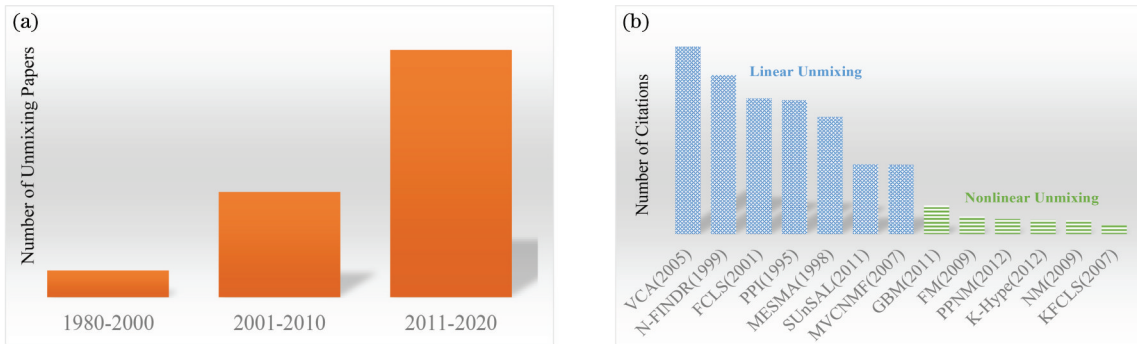 (a)
Number of Unmixing Papers
1980-2000
2001-2010
2011-2020
(b)
Number of Citations
Linear Unmixing
Nonlinear Unmixing
VCA(2005)
N-FINDR(1999)
FCLS(2001)
PPI(1995)
MESMA(1998)
SUnSAL(2011)
MVCNMF(2007)
GBM(2011)
FM(2009)
PPNM(2012)
K-Hype(2012)
NM(2009)
KFCLS(2007)